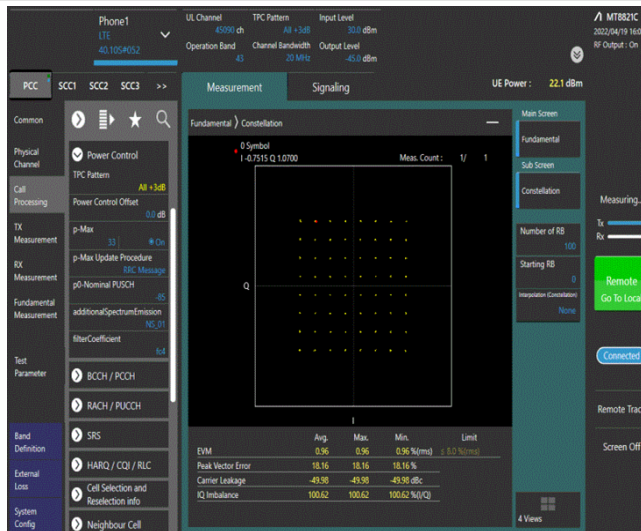 Phone1
LTE
40.105#052
UL Channel TPC Pattern Input Level
45090 ch All +3dB 30.0 dBm
Operation Band Channel Bandwidth Output Level
43 20 MHz -45.0 dBm
MT8821C
2022/04/19 16:0
RF Output : On
PCC SCC1 SCC2 SCC3 >>
Measurement Signaling
UE Power : 22.1 dBm
Common
Physical
Channel
Call
Processing
TX
Measurement
RX
Measurement
Fundamental
Measurement
Test
Parameter
Band
Definition
External
Loss
System
Config
Power Control
TPC Pattern
All +3dB
Power Control Offset
0.0 dB
p-Max
33 On
p-Max Update Procedure
RRC Message
p0-Nominal PUSCH
-85
additionalSpectrumEmission
NS_01
filterCoefficient
fc4
BCCH / PCCH
RACH / PUCCH
SRS
HARQ / CQI / RLC
Cell Selection and
Reselection info
Neighbour Cell
Fundamental Constellation
0 Symbol
I -0.7515 Q 1.0700 Meas. Count : 1/ 1
Q
I
Avg. Max. Min. Limit
EVM 0.96 0.96 0.96 %(rms) ≤ 8.0 %(rms)
Peak Vector Error 18.16 18.16 18.16 %
Carrier Leakage -49.98 -49.98 -49.98 dBc
IQ Imbalance 100.62 100.62 100.62 %(I/Q)
Main Screen
Fundamental
Sub Screen
Constellation
Number of RB
100
Starting RB
0
Interpolation (Constellation)
None
4 Views
Measuring..
Tx
Rx
Remote
Go To Local
Connected
Remote Trac
Screen Off